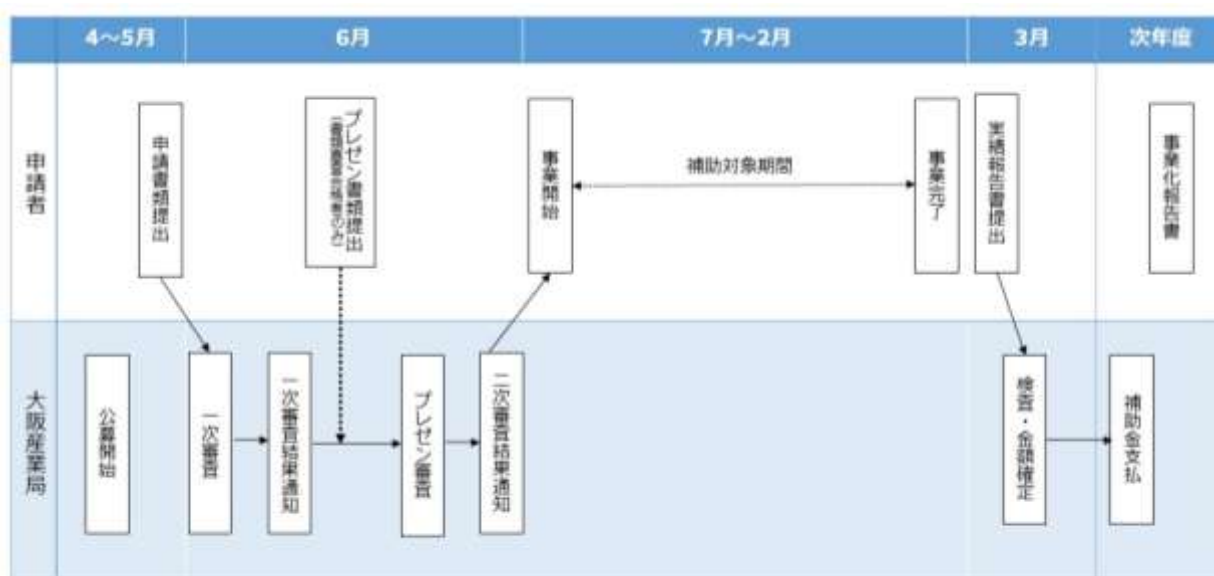 4～5月
6月
7月～2月
3月
次年度
申請者
申請書類提出
プレゼン書類提出
事業開始
補助対象期間
事業完了
実績報告書提出
事業化報告書
大阪産業局
公募開始
一次審査
一次審査結果通知
プレゼン審査
二次審査結果通知
検査・金額確定
補助金支払